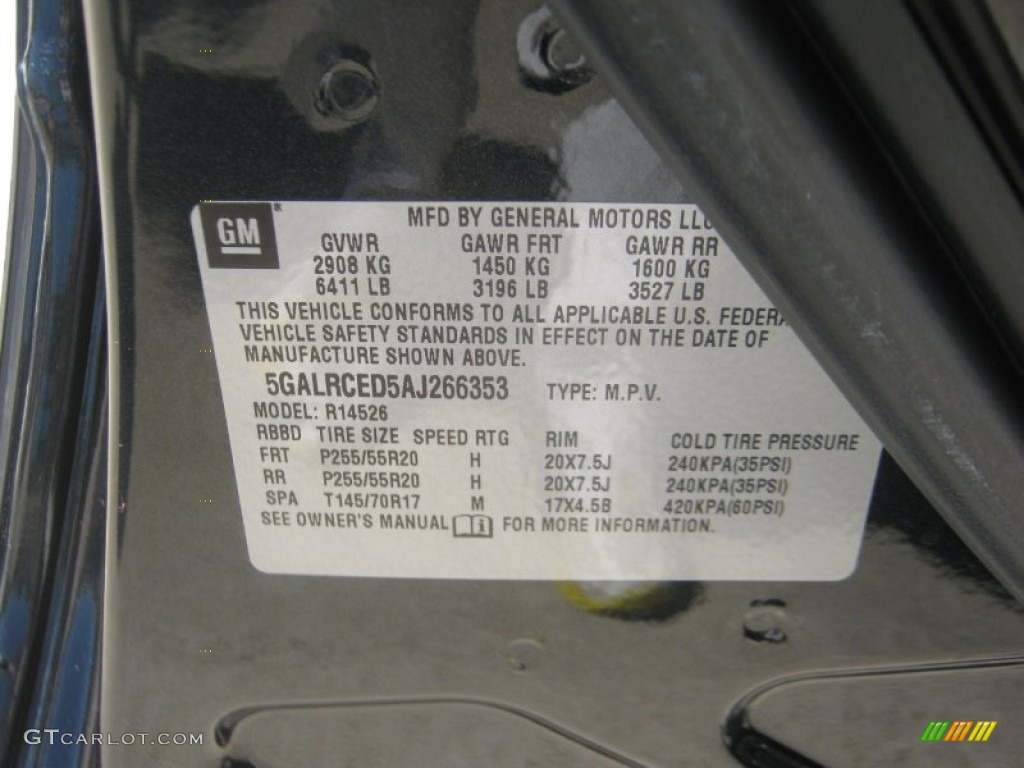 GM
MFD BY GENERAL MOTORS LLC
GVWR GAWR FRT GAWR RR
2908 KG 1450 KG 1600 KG
6411 LB 3196 LB 3527 LB
THIS VEHICLE CONFORMS TO ALL APPLICABLE U.S. FEDERA
VEHICLE SAFETY STANDARDS IN EFFECT ON THE DATE OF
MANUFACTURE SHOWN ABOVE.
5GALRCED5AJ266353 TYPE: M.P.V.
MODEL: R14526
RBBD TIRE SIZE SPEED RTG RIM COLD TIRE PRESSURE
FRT P255/55R20 H 20X7.5J 240KPA(35PSI)
RR P255/55R20 H 20X7.5J 240KPA(35PSI)
SPA T145/70R17 M 17X4.5B 420KPA(60PSI)
SEE OWNER'S MANUAL i FOR MORE INFORMATION.
GTCARLOT.COM